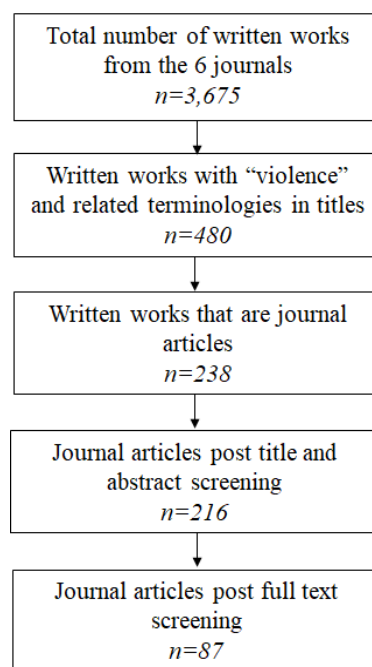 Total number of written works
from the 6 journals
n=3,675
Written works with “violence”
and related terminologies in titles
n=480
Written works that are journal
articles
n=238
Journal articles post title and
abstract screening
n=216
Journal articles post full text
screening
n=87